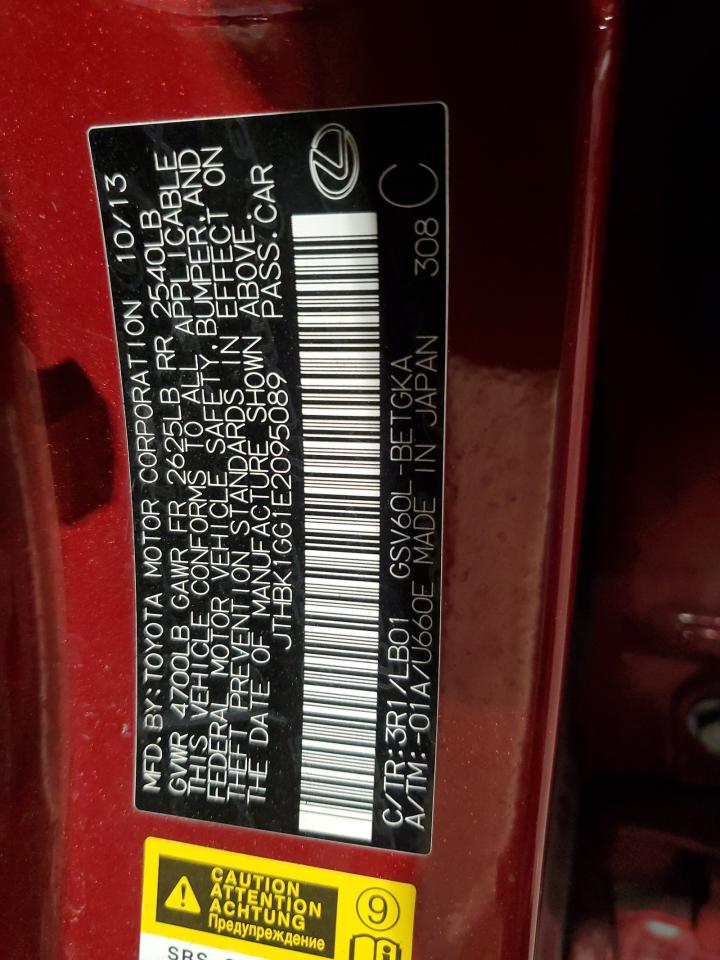 MFD.BY:TOYOTA MOTOR CORPORATION 10/13
GVWR 4700LB GAWR FR 2625LB RR 2540LB
THIS VEHICLE CONFORMS TO ALL APPLICABLE
FEDERAL MOTOR VEHICLE SAFETY,BUMPER,AND
THEFT PREVENTION STANDARDS IN EFFECT ON
THE DATE OF MANUFACTURE SHOWN ABOVE.
JTHBK1GG1E2095089 PASS.CAR
C/TR:3R1/LB01 GSV60L-BETGKA
A/TM:-01A/U660E MADE IN JAPAN 308 C
CAUTION
ATTENTION
ACHTUNG
Предупреждение
9
SRS